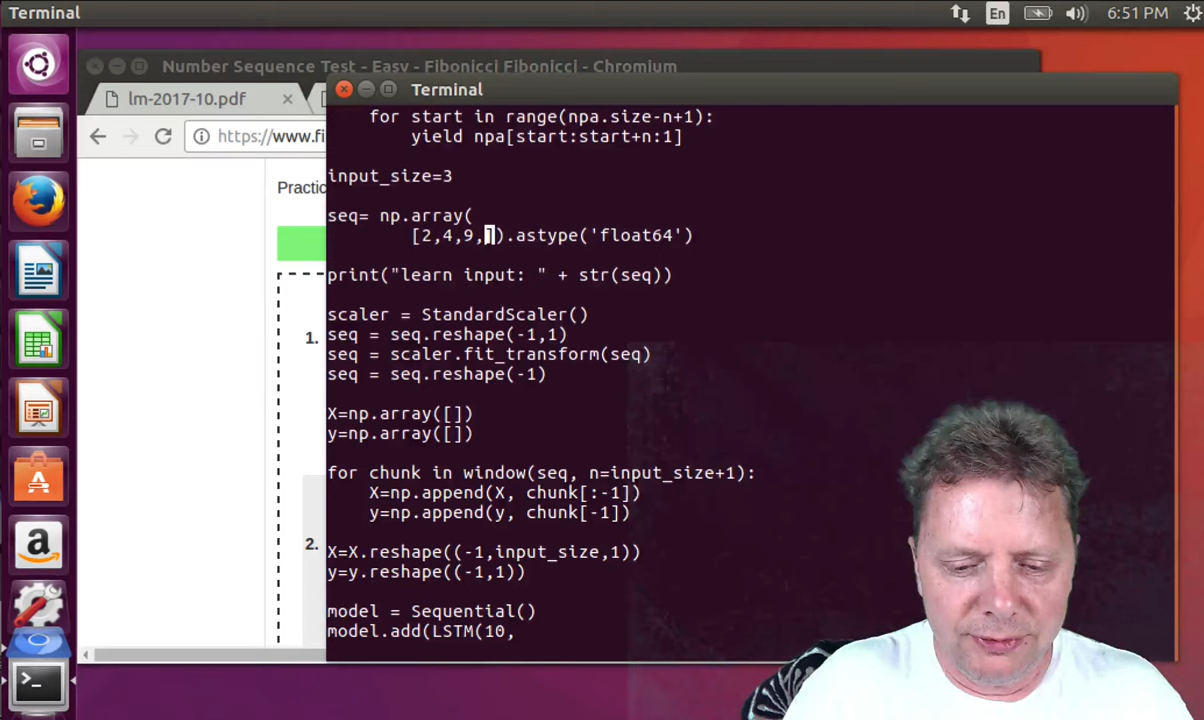 Terminal
En
6:51 PM
Number Sequence Test - Easy - Fibonicci Fibonicci - Chromium
lm-2017-10.pdf
https://www.fi
Practic
1.
2.
Terminal
for start in range(npa.size-n+1):
yield npa[start:start+n:1]
input_size=3
seq= np.array(
[2,4,9,]).astype('float64')
print("learn input: " + str(seq))
scaler = StandardScaler()
seq = seq.reshape(-1,1)
seq = scaler.fit_transform(seq)
seq = seq.reshape(-1)
X=np.array([])
y=np.array([])
for chunk in window(seq, n=input_size+1):
X=np.append(X, chunk[:-1])
y=np.append(y, chunk[-1])
X=X.reshape((-1,input_size,1))
y=y.reshape((-1,1))
model = Sequential()
model.add(LSTM(10,